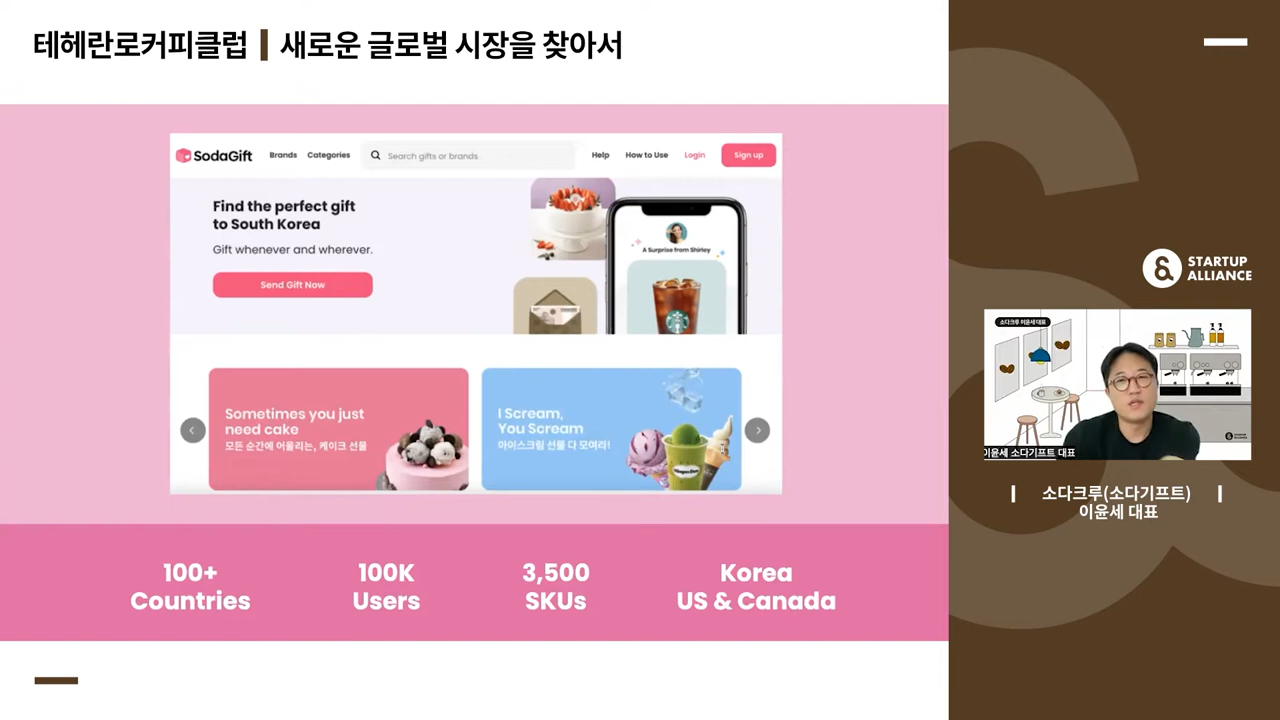 테헤란로커피클럽 | 새로운 글로벌 시장을 찾아서
SodaGift
Brands
Categories
Search gifts or brands
Help
How to Use
Login
Sign up
Find the perfect gift
to South Korea
Gift whenever and wherever.
Send Gift Now
A Surprise from Shirley
Sometimes you just
need cake
모든 순간에 어울리는, 케이크 선물
I Scream,
You Scream
아이스크림 선물 다 모여라!
Häagen-Dazs
100+
Countries
100K
Users
3,500
SKUs
Korea
US & Canada
STARTUP
ALLIANCE
소다크루 이윤세 대표
이윤세 소다기프트 대표
소다크루(소다기프트)
이윤세 대표